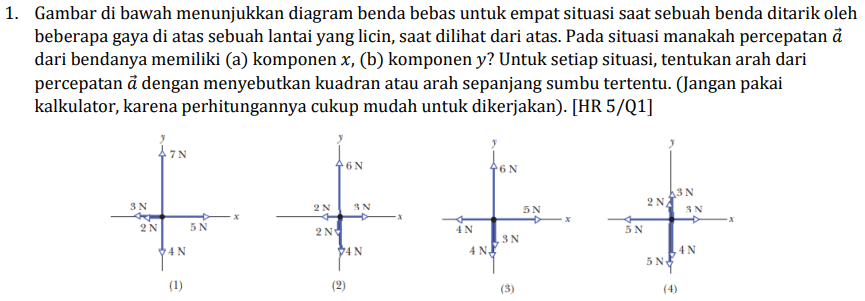 1. Gambar di bawah menunjukkan diagram benda bebas untuk empat situasi saat sebuah benda ditarik oleh
beberapa gaya di atas sebuah lantai yang licin, saat dilihat dari atas. Pada situasi manakah percepatan a⃗
dari bendanya memiliki (a) komponen x, (b) komponen y? Untuk setiap situasi, tentukan arah dari
percepatan a⃗ dengan menyebutkan kuadran atau arah sepanjang sumbu tertentu. (Jangan pakai
kalkulator, karena perhitungannya cukup mudah untuk dikerjakan). [HR 5/Q1]
y
7 N
3 N
x
2 N
5 N
4 N
(1)
y
6 N
2 N
3 N
x
2 N
4 N
(2)
y
6 N
5 N
x
4 N
3 N
4 N
(3)
y
3 N
2 N
3 N
x
5 N
4 N
5 N
(4)